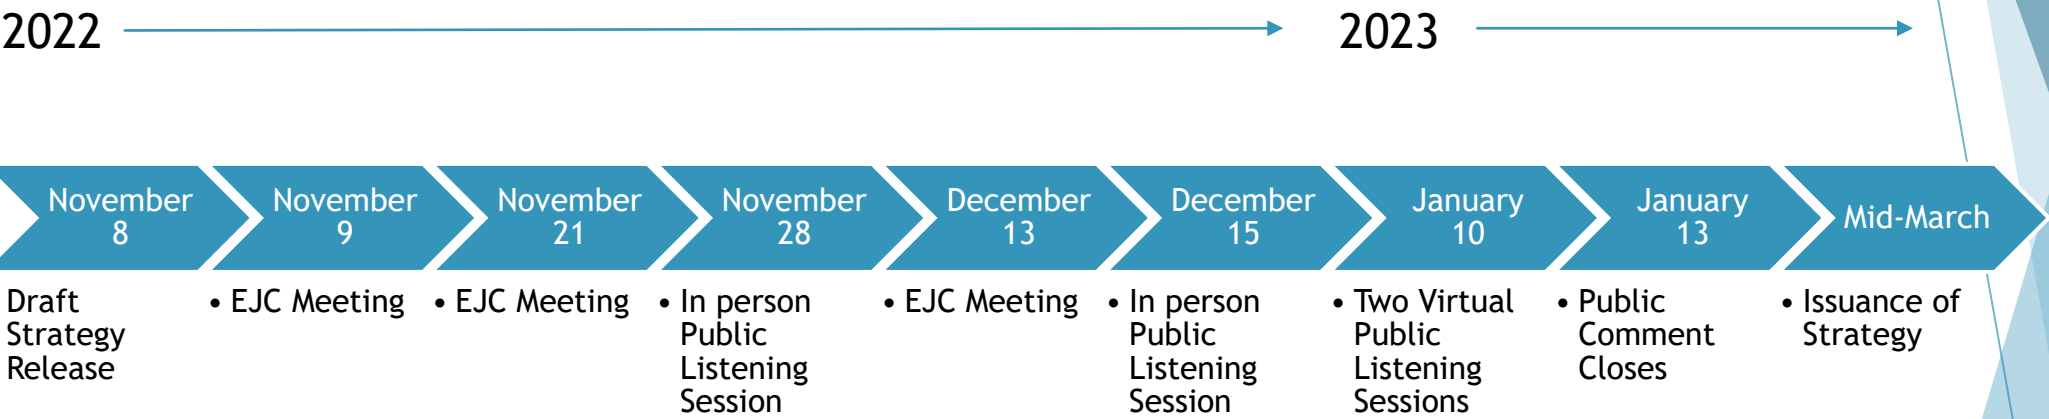 2022
2023
November
8
November
9
November
21
November
28
December
13
December
15
January
10
January
13
Mid-March
Draft
Strategy
Release
• EJC Meeting
• EJC Meeting
• In person
Public
Listening
Session
• EJC Meeting
• In person
Public
Listening
Session
• Two Virtual
Public
Listening
Sessions
• Public
Comment
Closes
• Issuance of
Strategy